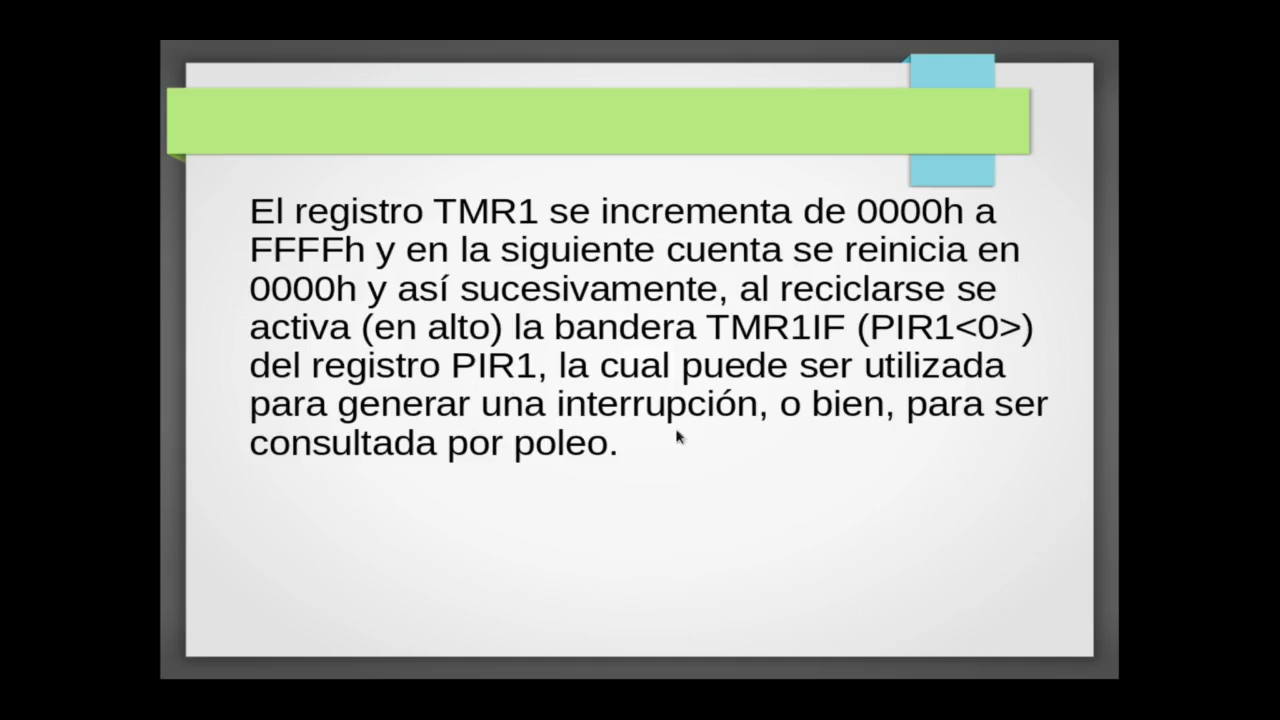 El registro TMR1 se incrementa de 0000h a
FFFFh y en la siguiente cuenta se reinicia en
0000h y así sucesivamente, al reciclarse se
activa (en alto) la bandera TMR1IF (PIR1<0>)
del registro PIR1, la cual puede ser utilizada
para generar una interrupción, o bien, para ser
consultada por poleo.